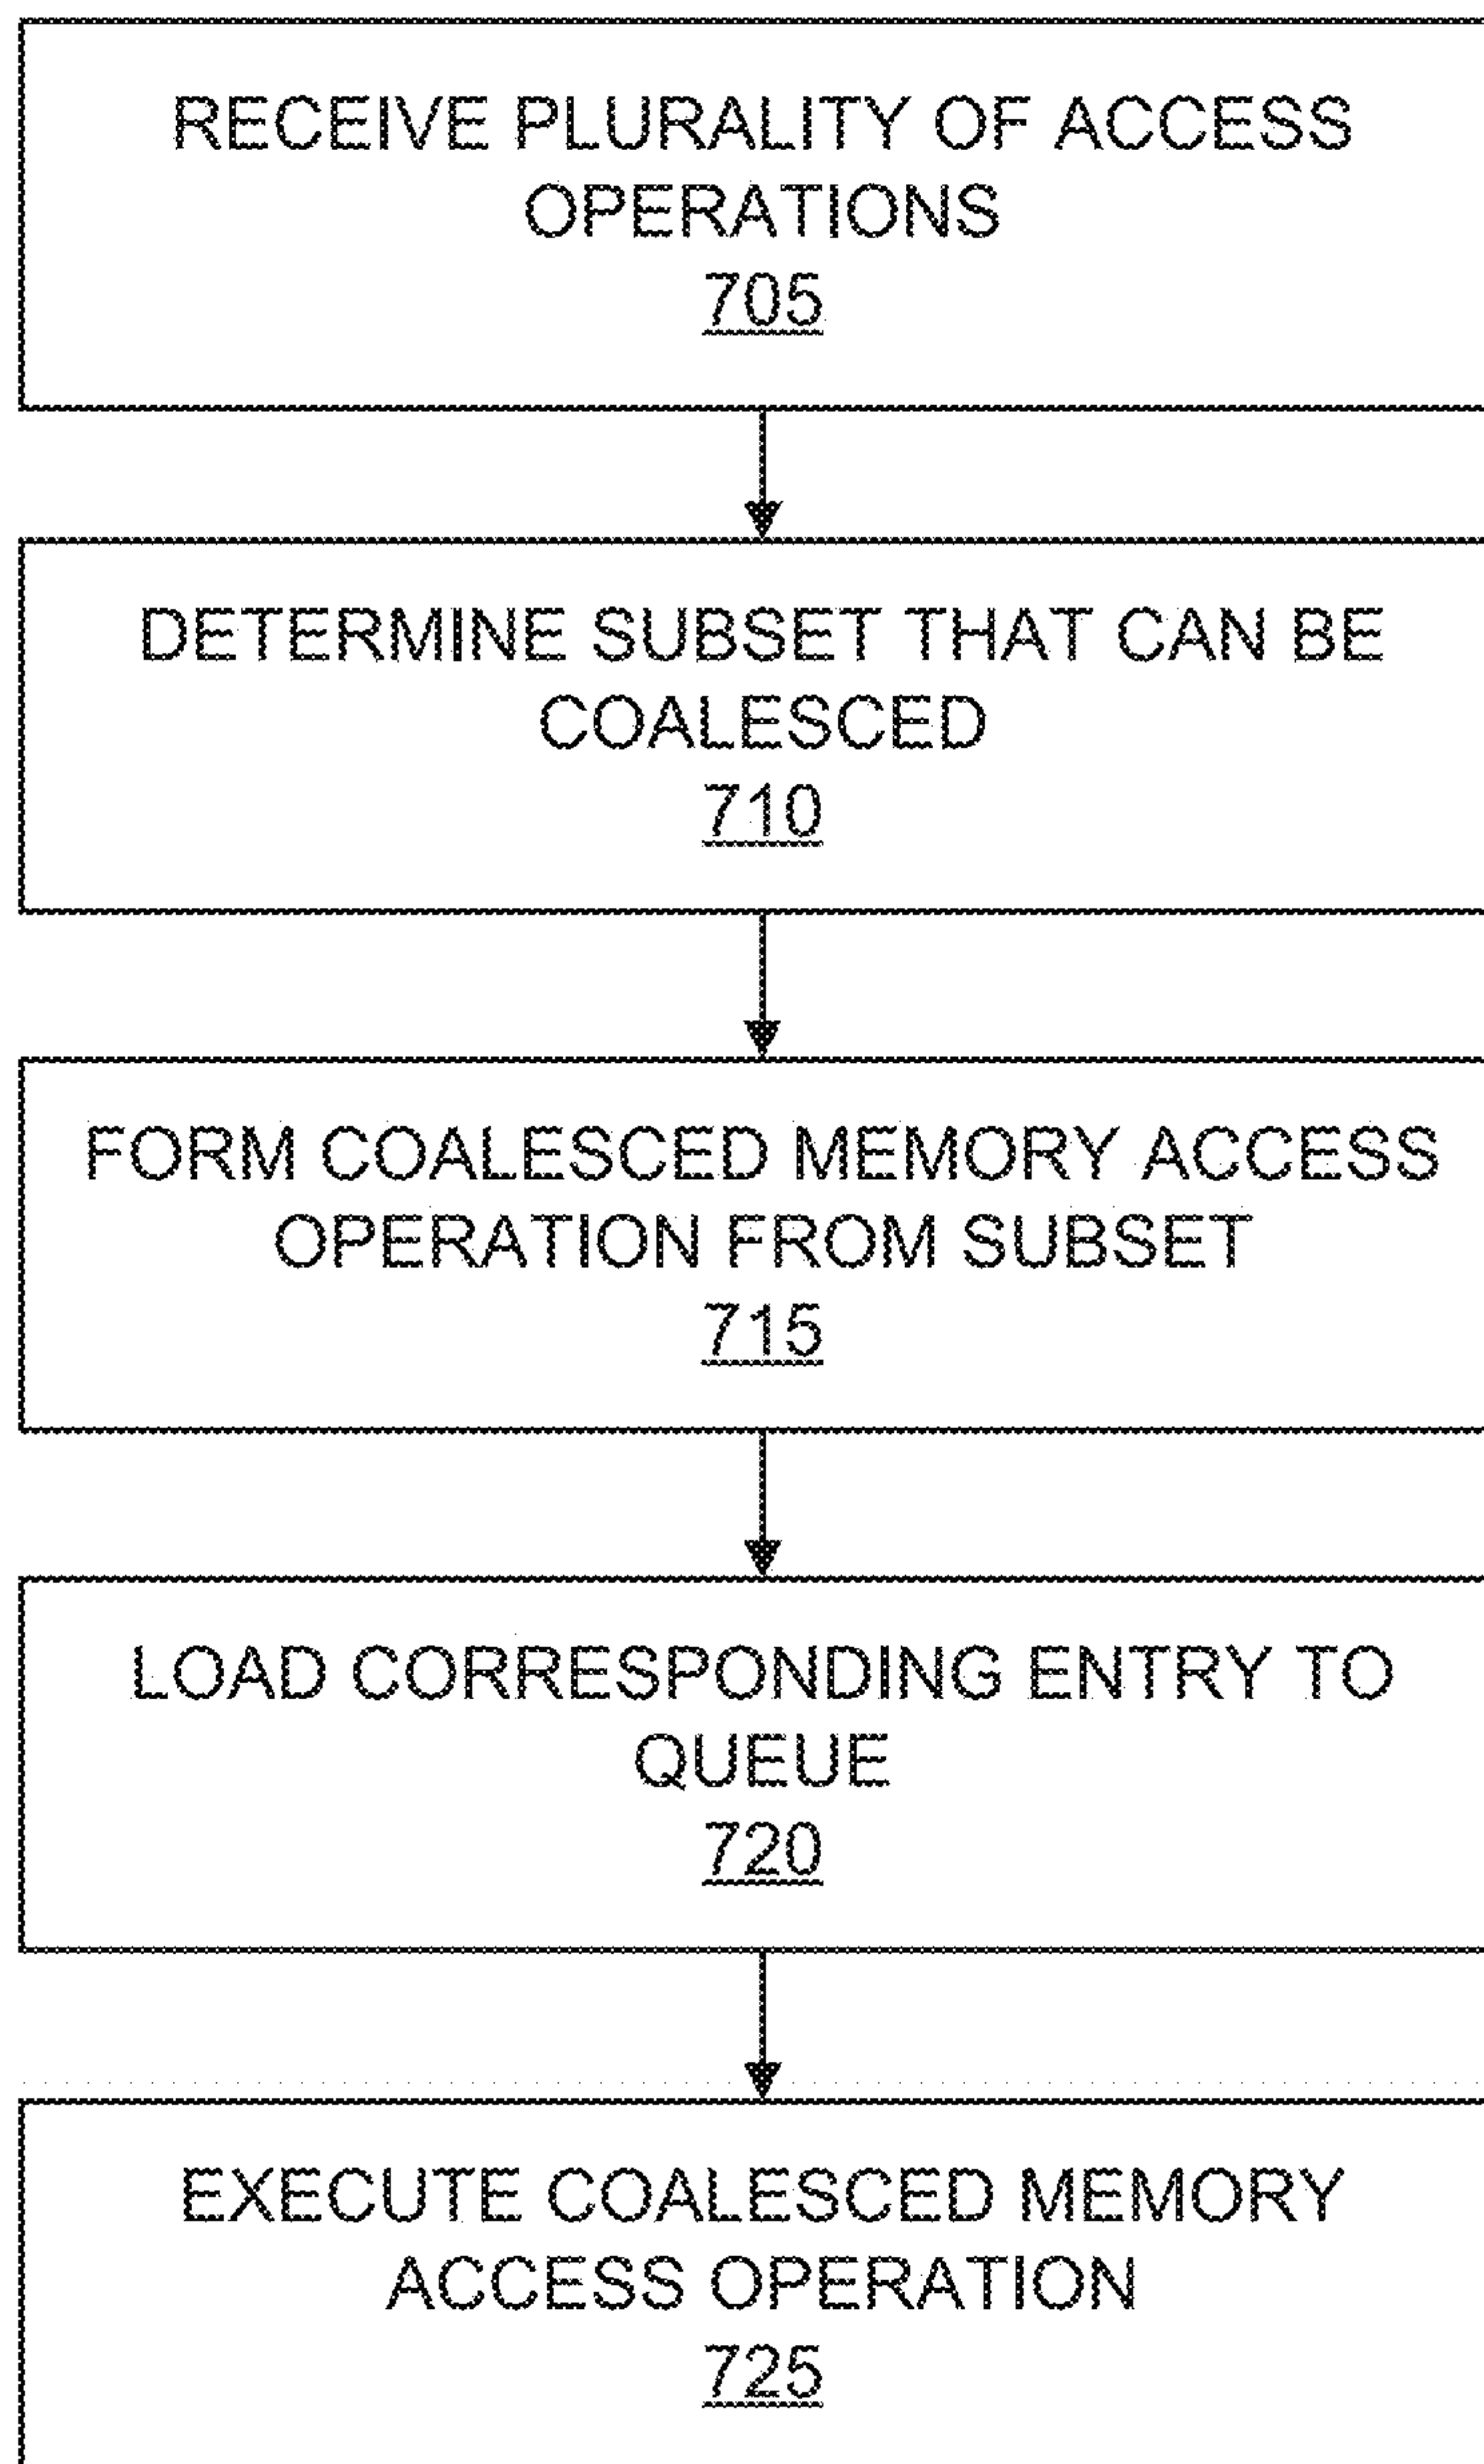 RECEIVE PLURALITY OF ACCESS
OPERATIONS
705
DETERMINE SUBSET THAT CAN BE
COALESCED
710
FORM COALESCED MEMORY ACCESS
OPERATION FROM SUBSET
715
LOAD CORRESPONDING ENTRY TO
QUEUE
720
EXECUTE COALESCED MEMORY
ACCESS OPERATION
725